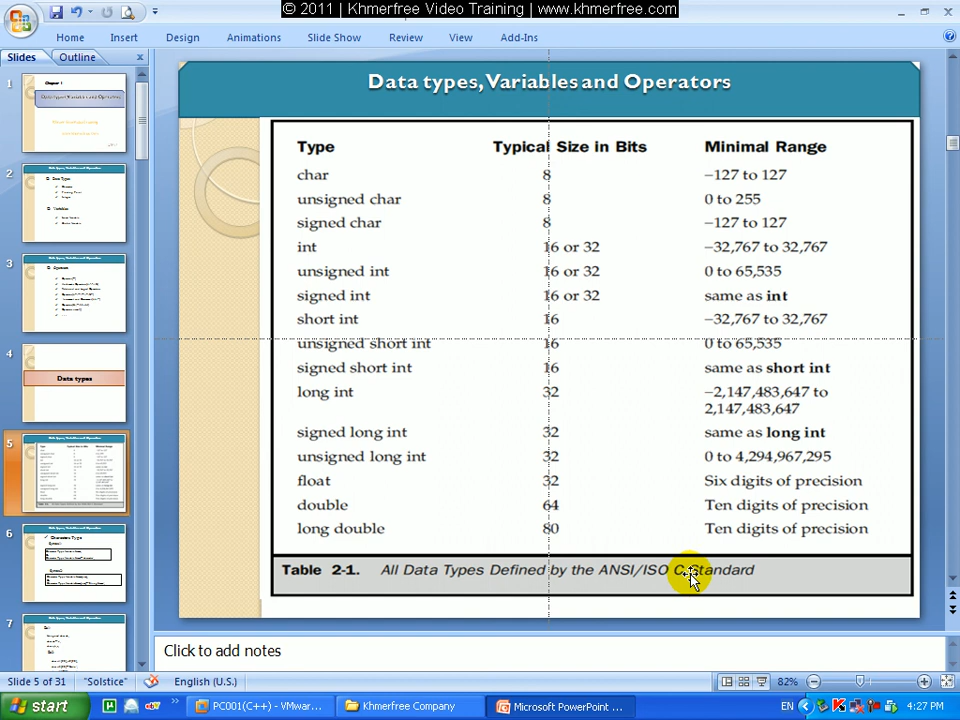 © 2011 | Khmerfree Video Training | www.khmerfree.com
Home Insert Design Animations Slide Show Review View Add-Ins
Slides Outline
Data types, Variables and Operators
Type Typical Size in Bits Minimal Range
char 8 –127 to 127
unsigned char 8 0 to 255
signed char 8 –127 to 127
int 16 or 32 –32,767 to 32,767
unsigned int 16 or 32 0 to 65,535
signed int 16 or 32 same as int
short int 16 –32,767 to 32,767
unsigned short int 16 0 to 65,535
signed short int 16 same as short int
long int 32 –2,147,483,647 to
2,147,483,647
signed long int 32 same as long int
unsigned long int 32 0 to 4,294,967,295
float 32 Six digits of precision
double 64 Ten digits of precision
long double 80 Ten digits of precision
Table 2-1. All Data Types Defined by the ANSI/ISO C Standard
1
2
3
4
Data types
5
6
7
Click to add notes
Slide 5 of 31 "Solstice" English (U.S.) 82%
start PC001(C++) - VMwar... Khmerfree Company Microsoft PowerPoint ... EN 4:27 PM